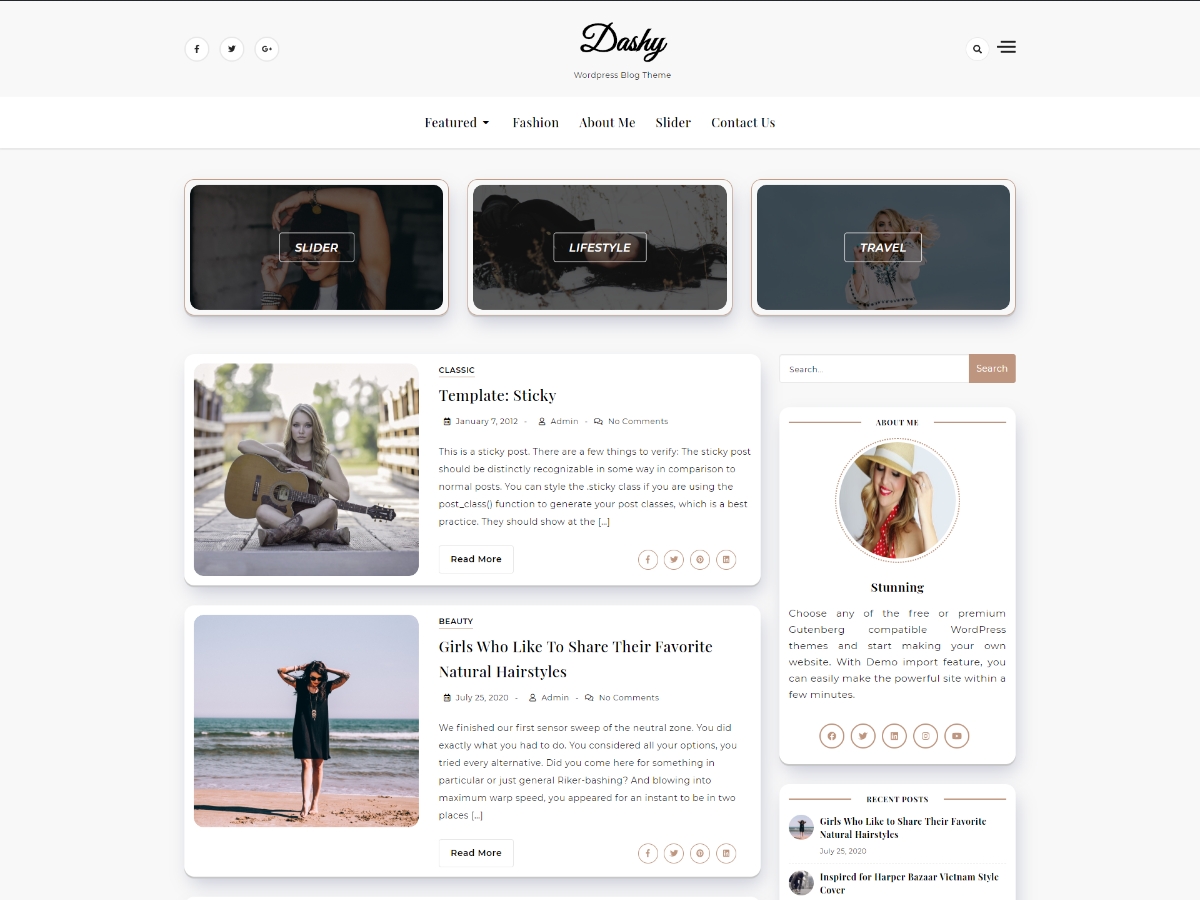 Dashy
Wordpress Blog Theme
Featured Fashion About Me Slider Contact Us
SLIDER
LIFESTYLE
TRAVEL
CLASSIC
Template: Sticky
January 7, 2012 - Admin - No Comments
This is a sticky post. There are a few things to verify: The sticky post
should be distinctly recognizable in some way in comparison to
normal posts. You can style the .sticky class if you are using the
post_class() function to generate your post classes, which is a best
practice. They should show at the [...]
Read More
BEAUTY
Girls Who Like To Share Their Favorite
Natural Hairstyles
July 25, 2020 - Admin - No Comments
We finished our first sensor sweep of the neutral zone. You did
exactly what you had to do. You considered all your options, you
tried every alternative. Did you come here for something in
particular or just general Riker-bashing? And blowing into
maximum warp speed, you appeared for an instant to be in two
places [...]
Read More
Search... Search
ABOUT ME
Stunning
Choose any of the free or premium
Gutenberg compatible WordPress
themes and start making your own
website. With Demo import feature, you
can easily make the powerful site within a
few minutes.
RECENT POSTS
Girls Who Like to Share Their Favorite
Natural Hairstyles
July 25, 2020
Inspired for Harper Bazaar Vietnam Style
Cover